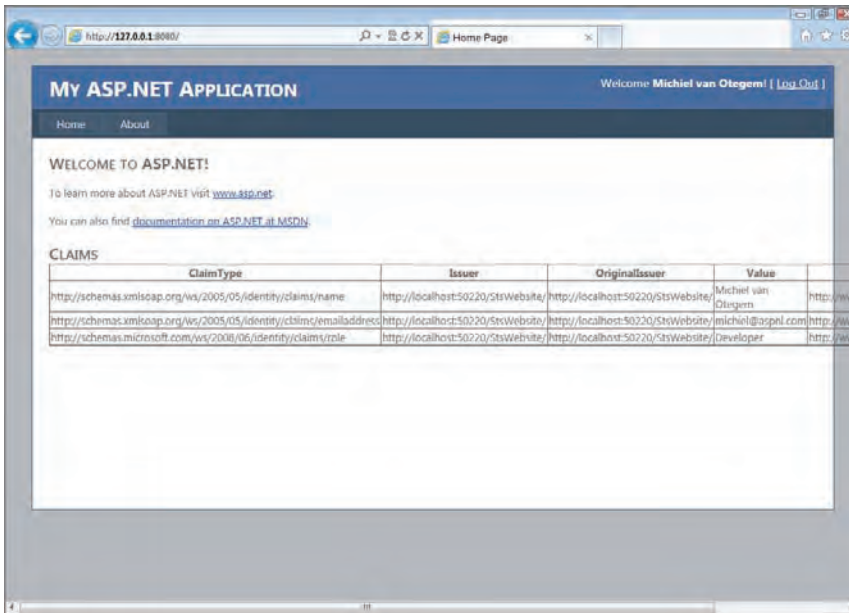 http://127.0.0.1:8080/
Home Page
MY ASP.NET APPLICATION
Welcome Michiel van Otegem! [ Log Out ]
Home About
WELCOME TO ASP.NET!
To learn more about ASP.NET visit www.asp.net.
You can also find documentation on ASP.NET at MSDN.
CLAIMS
ClaimType Issuer OriginalIssuer Value
http://schemas.xmlsoap.org/ws/2005/05/identity/claims/name http://localhost:50220/StsWebsite/ http://localhost:50220/StsWebsite/ Michiel van Otegem http://w
http://schemas.xmlsoap.org/ws/2005/05/identity/claims/emailaddress http://localhost:50220/StsWebsite/ http://localhost:50220/StsWebsite/ michiel@aspnl.com http://w
http://schemas.microsoft.com/ws/2008/06/identity/claims/role http://localhost:50220/StsWebsite/ http://localhost:50220/StsWebsite/ Developer http://w